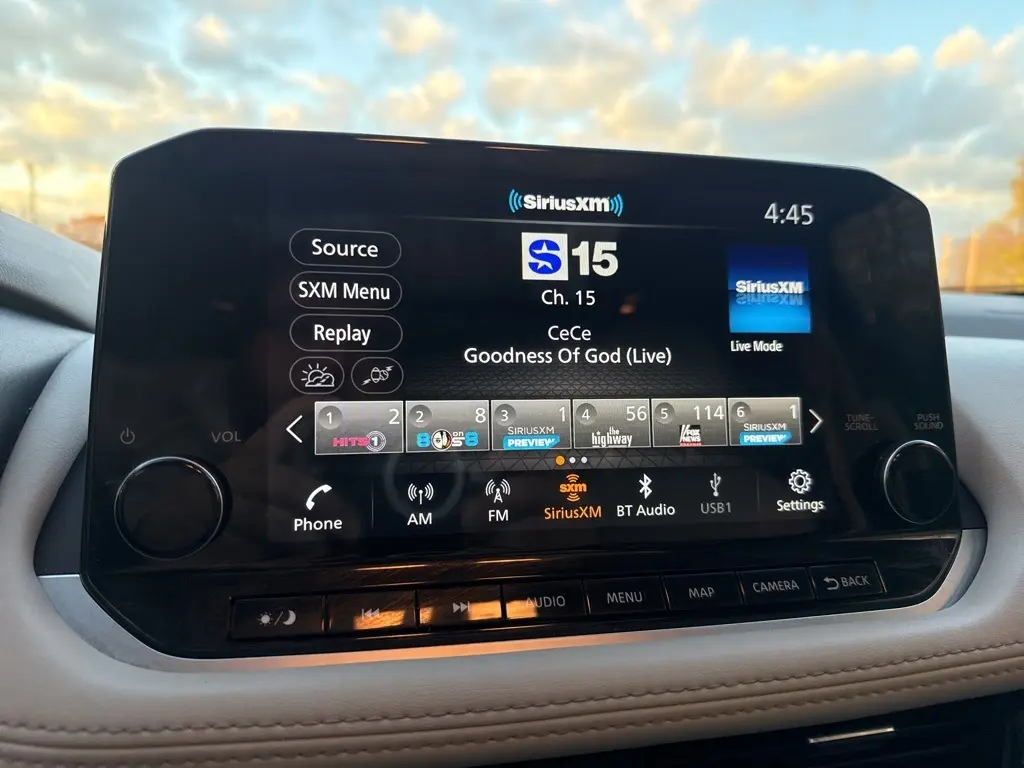 SiriusXM
4:45
Source
S 15
SXM Menu
Ch. 15
SiriusXM
Replay
CeCe
Goodness Of God (Live)
Live Mode
1 2
HITS 1
2 8
80s on 8
3 1
SIRIUSXM
PREVIEW
4 56
the
highway
5 114
FOX
NEWS
6 1
SIRIUSXM
PREVIEW
VOL
TUNE-
SCROLL
PUSH
SOUND
Phone
AM
FM
sxm
SiriusXM
BT Audio
USB1
Settings
AUDIO
MENU
MAP
CAMERA
BACK